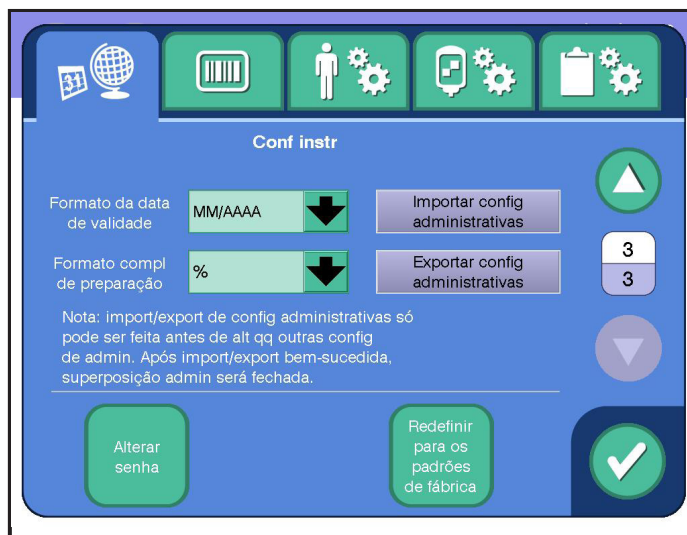 31
Conf instr
Formato da data
de validade
MM/AAAA
Importar config
administrativas
Formato compl
de preparação
%
Exportar config
administrativas
3
3
Nota: import/export de config administrativas só
pode ser feita antes de alt qq outras config
de admin. Após import/export bem-sucedida,
superposição admin será fechada.
Alterar
senha
Redefinir
para os
padrões
de fábrica